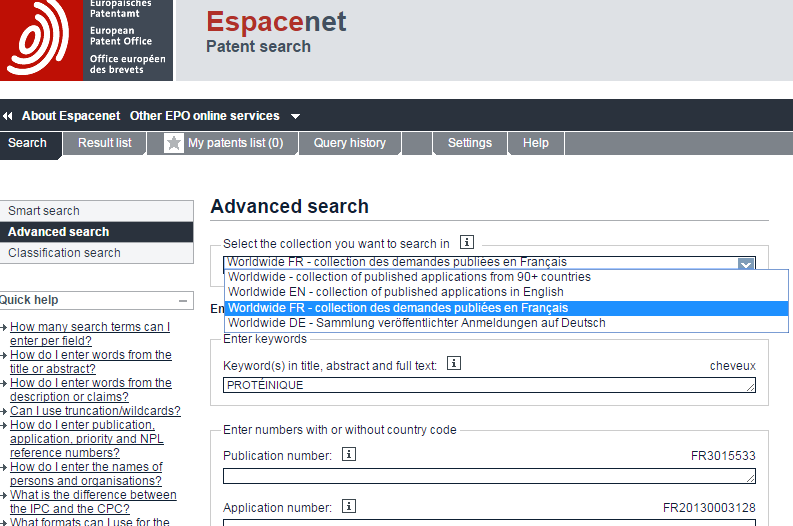 Europäisches
Patentamt
European
Patent Office
Office européen
des brevets
Espacenet
Patent search
About Espacenet Other EPO online services
Search Result list My patents list (0) Query history Settings Help
Smart search
Advanced search
Classification search
Quick help
How many search terms can I
enter per field?
How do I enter words from the
title or abstract?
How do I enter words from the
description or claims?
Can I use truncation/wildcards?
How do I enter publication,
application, priority and NPL
reference numbers?
How do I enter the names of
persons and organisations?
What is the difference between
the IPC and the CPC?
What formats can I use for the
Advanced search
Select the collection you want to search in
Worldwide FR - collection des demandes publiées en Français
Worldwide - collection of published applications from 90+ countries
Worldwide EN - collection of published applications in English
Worldwide FR - collection des demandes publiées en Français
Worldwide DE - Sammlung veröffentlichter Anmeldungen auf Deutsch
Enter keywords
Keyword(s) in title, abstract and full text: cheveux
PROTÉINIQUE
Enter numbers with or without country code
Publication number: FR3015533
Application number: FR20130003128